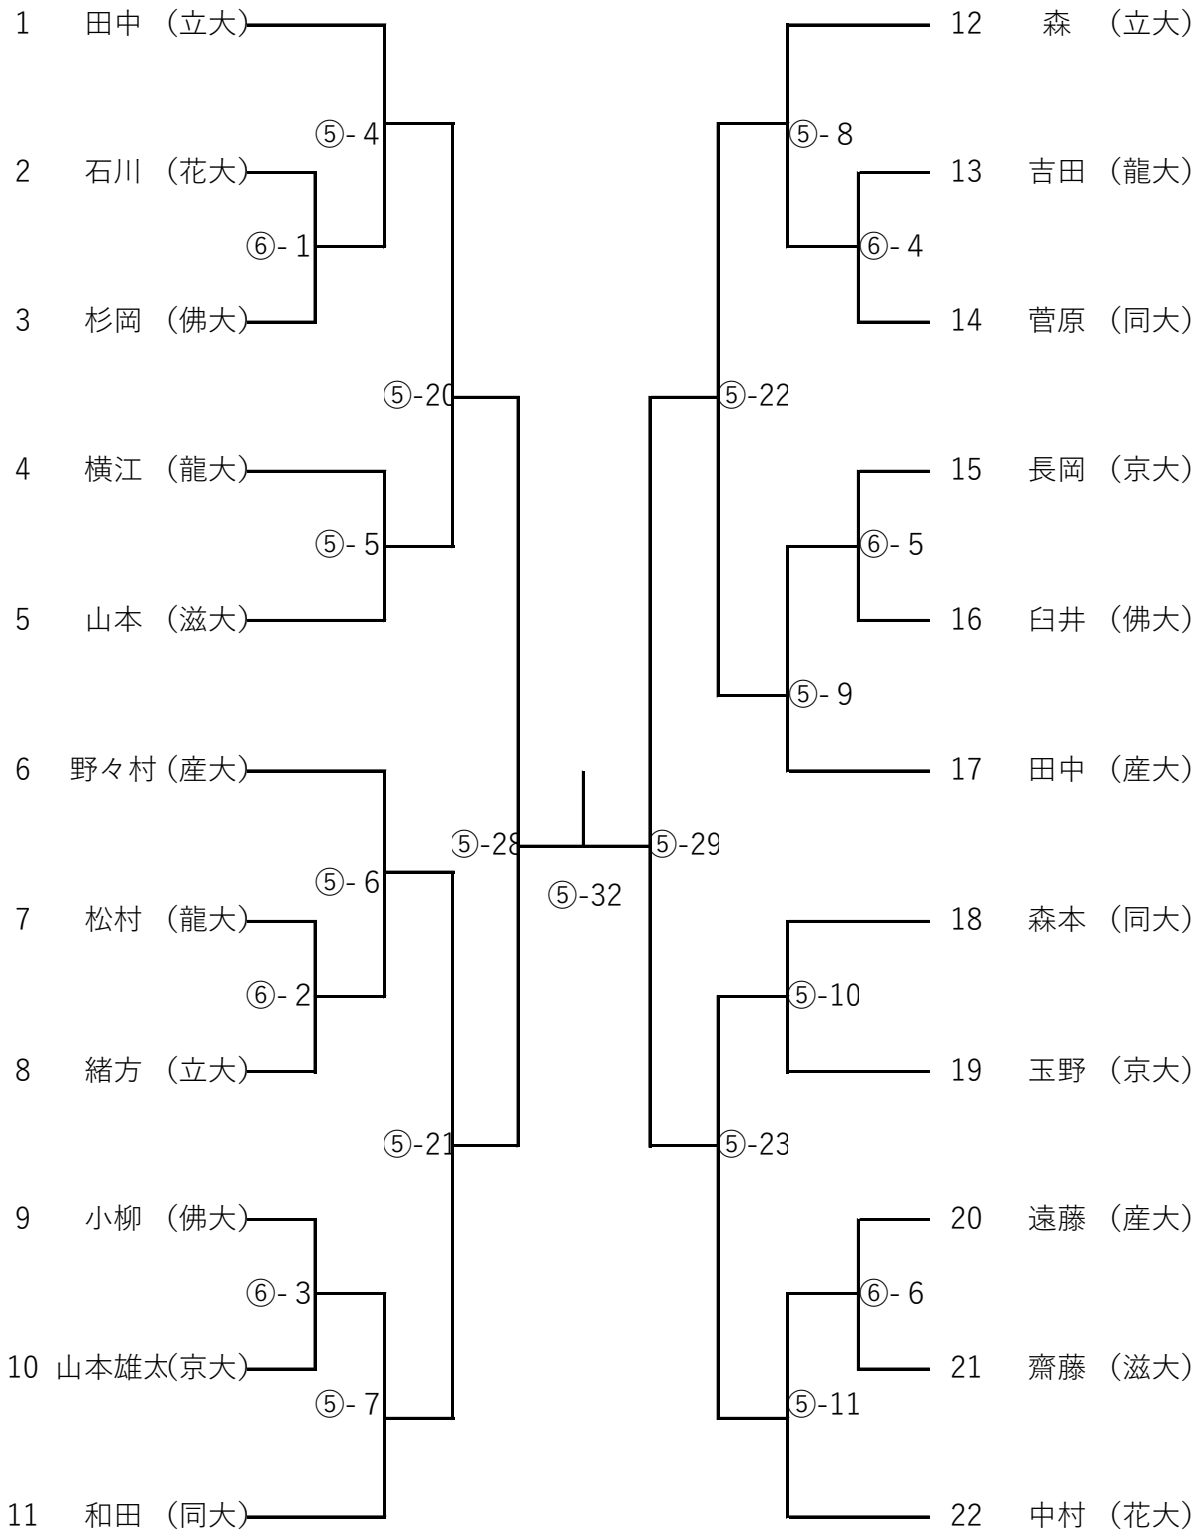 1 田中 (立大)
⑤- 4
2 石川 (花大)
⑥- 1
3 杉岡 (佛大)
⑤-20
4 横江 (龍大)
⑤- 5
5 山本 (滋大)
6 野々村 (産大)
⑤-28
⑤- 6
7 松村 (龍大)
⑥- 2
8 緒方 (立大)
⑤-21
9 小柳 (佛大)
⑥- 3
10 山本雄太(京大)
⑤- 7
11 和田 (同大)
⑤-32
12 森 (立大)
⑤- 8
13 吉田 (龍大)
⑥- 4
14 菅原 (同大)
⑤-22
15 長岡 (京大)
⑥- 5
16 臼井 (佛大)
⑤- 9
17 田中 (産大)
⑤-29
18 森本 (同大)
⑤-10
19 玉野 (京大)
⑤-23
20 遠藤 (産大)
⑥- 6
21 齋藤 (滋大)
⑤-11
22 中村 (花大)